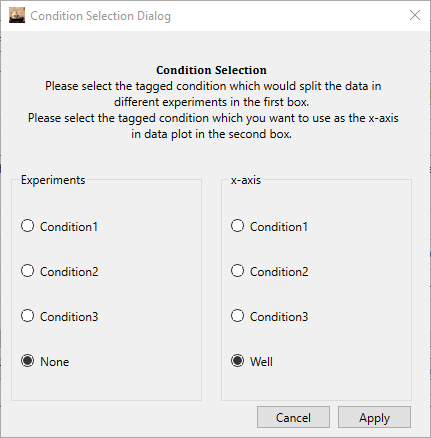 Condition Selection Dialog
Condition Selection
Please select the tagged condition which would split the data in
different experiments in the first box.
Please select the tagged condition which you want to use as the x-axis
in data plot in the second box.
Experiments
Condition1
Condition2
Condition3
None
x-axis
Condition1
Condition2
Condition3
Well
Cancel
Apply